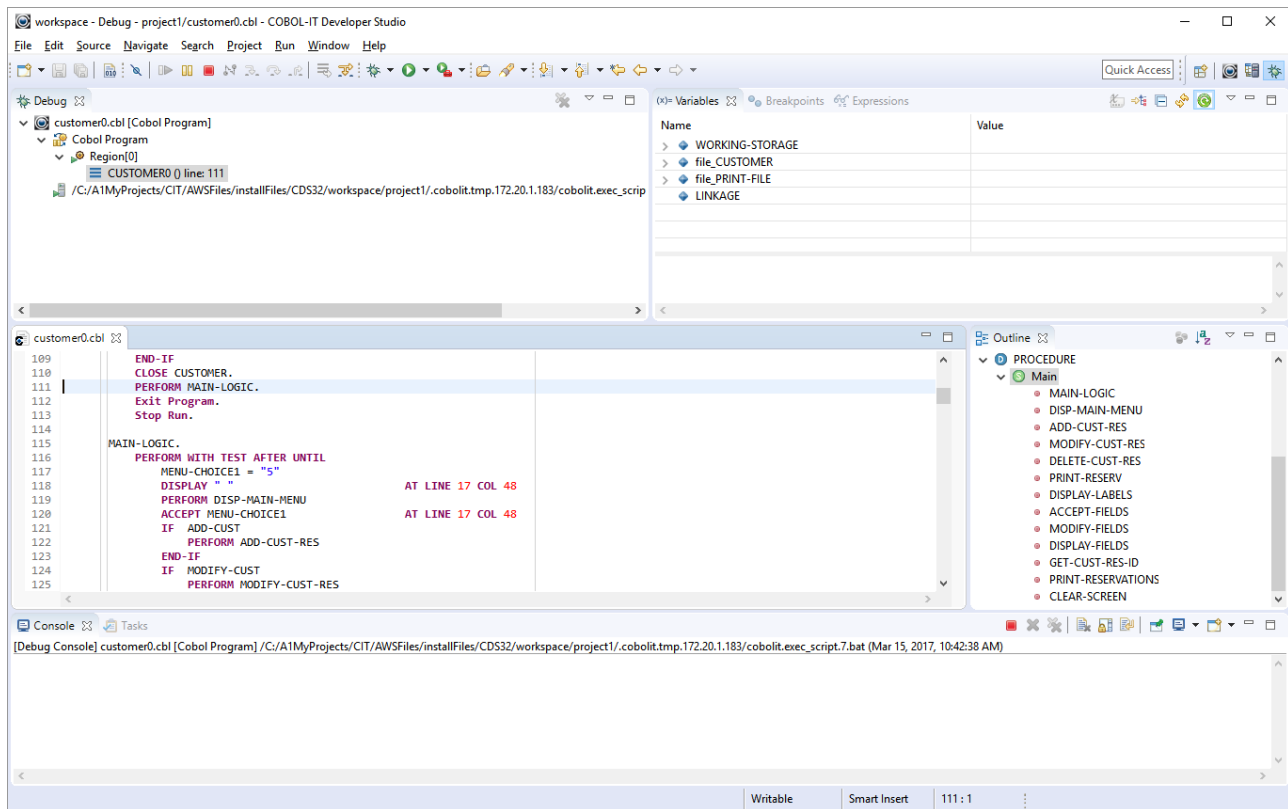 workspace - Debug - project1/customer0.cbl - COBOL-IT Developer Studio
File Edit Source Navigate Search Project Run Window Help
Quick Access
Debug
customer0.cbl [Cobol Program]
Cobol Program
Region[0]
CUSTOMER0 () line: 111
/C:/A1MyProjects/CIT/AWSFiles/installFiles/CDS32/workspace/project1/.cobolit.tmp.172.20.1.183/cobolit.exec_scrip
(x)= Variables Breakpoints Expressions
Name Value
WORKING-STORAGE
file_CUSTOMER
file_PRINT-FILE
LINKAGE
customer0.cbl
109 END-IF
110 CLOSE CUSTOMER.
111 PERFORM MAIN-LOGIC.
112 Exit Program.
113 Stop Run.
114
115 MAIN-LOGIC.
116 PERFORM WITH TEST AFTER UNTIL
117 MENU-CHOICE1 = "5"
118 DISPLAY " " AT LINE 17 COL 48
119 PERFORM DISP-MAIN-MENU
120 ACCEPT MENU-CHOICE1 AT LINE 17 COL 48
121 IF ADD-CUST
122 PERFORM ADD-CUST-RES
123 END-IF
124 IF MODIFY-CUST
125 PERFORM MODIFY-CUST-RES
Outline
PROCEDURE
Main
MAIN-LOGIC
DISP-MAIN-MENU
ADD-CUST-RES
MODIFY-CUST-RES
DELETE-CUST-RES
PRINT-RESERV
DISPLAY-LABELS
ACCEPT-FIELDS
MODIFY-FIELDS
DISPLAY-FIELDS
GET-CUST-RES-ID
PRINT-RESERVATIONS
CLEAR-SCREEN
Console Tasks
[Debug Console] customer0.cbl [Cobol Program] /C:/A1MyProjects/CIT/AWSFiles/installFiles/CDS32/workspace/project1/.cobolit.tmp.172.20.1.183/cobolit.exec_script.7.bat (Mar 15, 2017, 10:42:38 AM)
Writable Smart Insert 111 : 1